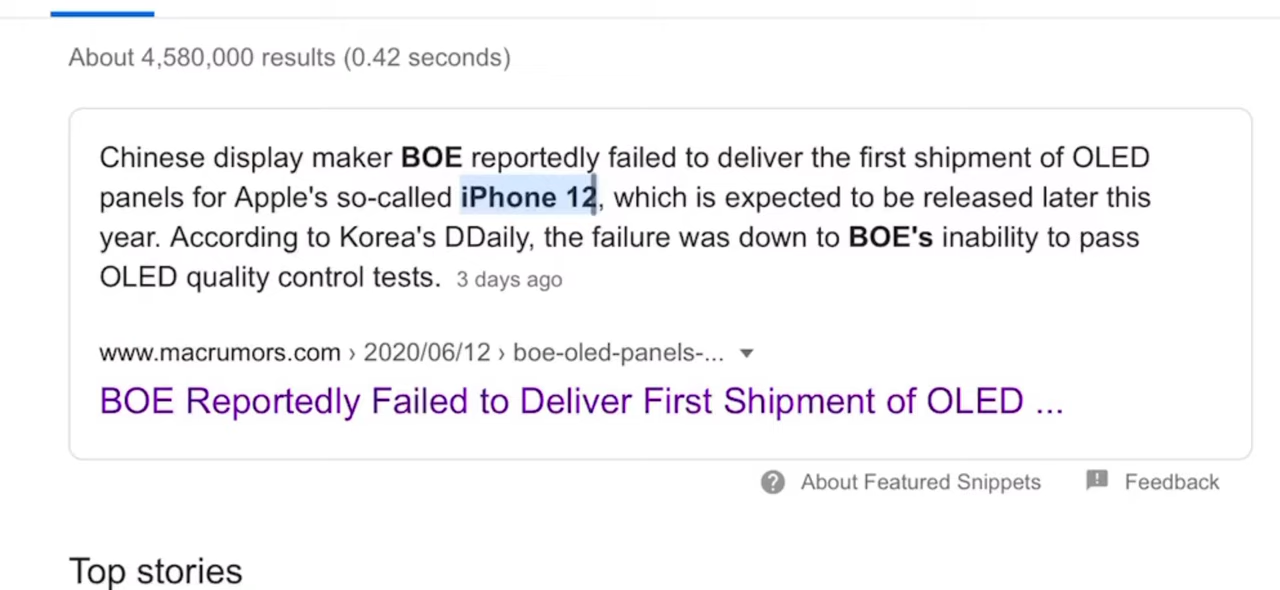 About 4,580,000 results (0.42 seconds)
Chinese display maker BOE reportedly failed to deliver the first shipment of OLED
panels for Apple's so-called iPhone 12, which is expected to be released later this
year. According to Korea's DDaily, the failure was down to BOE's inability to pass
OLED quality control tests. 3 days ago
www.macrumors.com › 2020/06/12 › boe-oled-panels-...
BOE Reportedly Failed to Deliver First Shipment of OLED ...
About Featured Snippets Feedback
Top stories